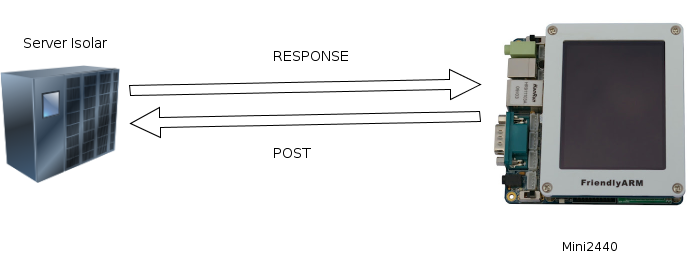 Server Isolar
RESPONSE
POST
FriendlyARM
Mini2440